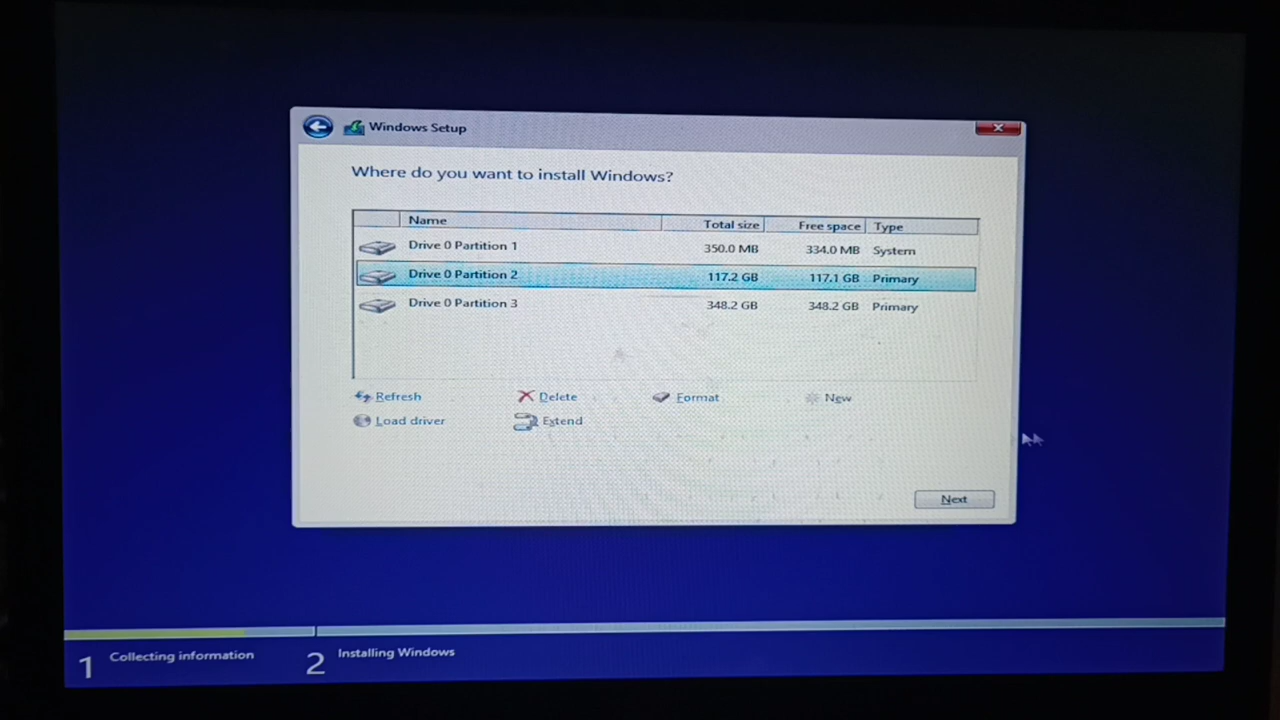 Windows Setup
Where do you want to install Windows?
Name Total size Free space Type
Drive 0 Partition 1 350.0 MB 334.0 MB System
Drive 0 Partition 2 117.2 GB 117.1 GB Primary
Drive 0 Partition 3 348.2 GB 348.2 GB Primary
Refresh Delete Format New
Load driver Extend
Next
1 Collecting information 2 Installing Windows